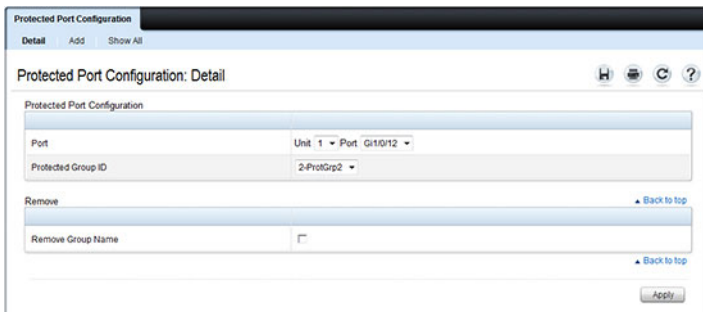 Protected Port Configuration
Detail Add Show All
Protected Port Configuration: Detail
Protected Port Configuration
Port Unit 1 Port Gi1/0/12
Protected Group ID 2-ProtGrp2
Remove
Back to top
Remove Group Name
Back to top
Apply